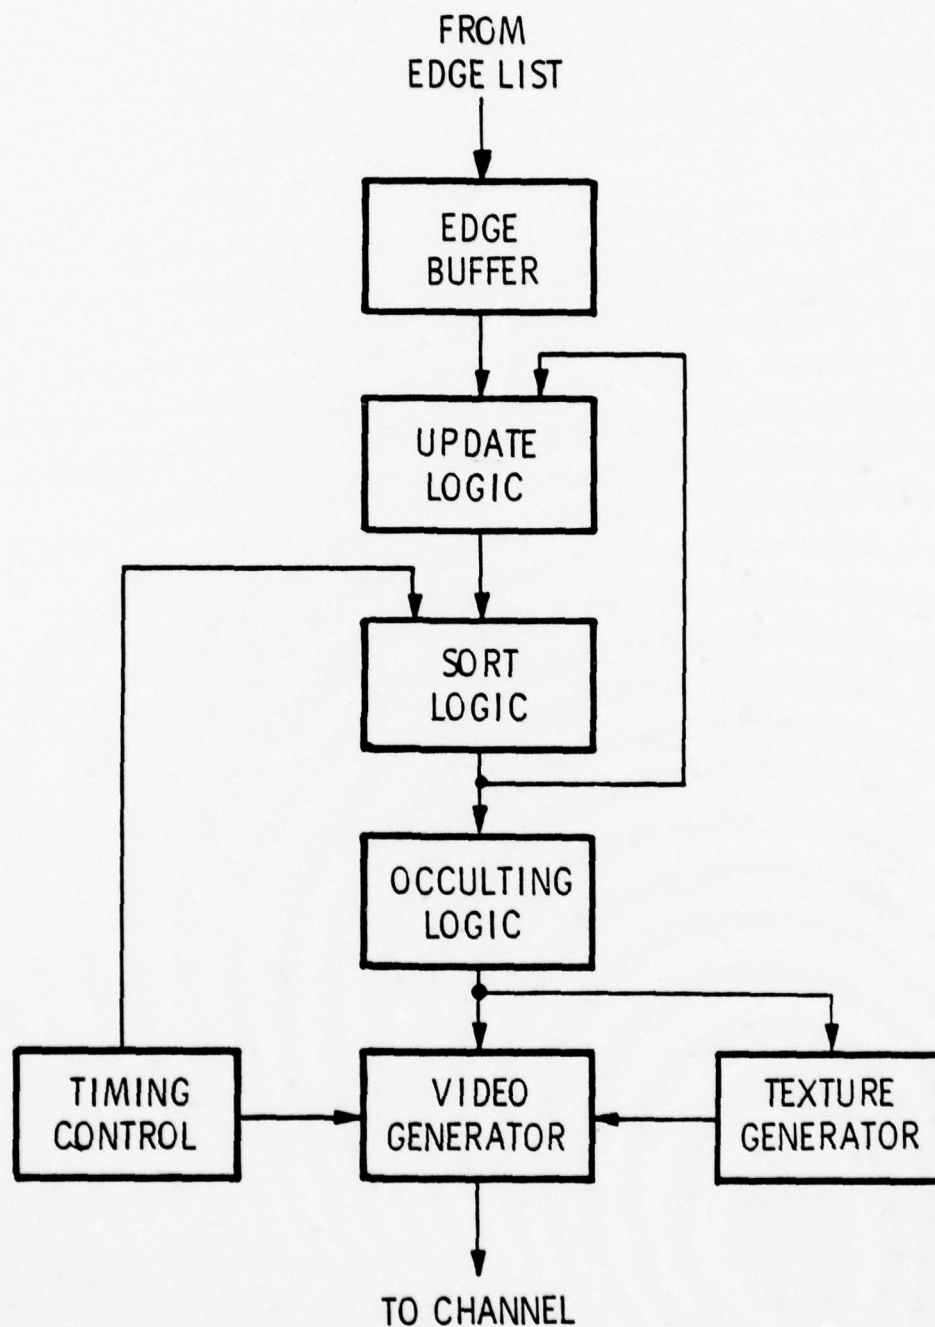 FROM
EDGE LIST
EDGE
BUFFER
UPDATE
LOGIC
SORT
LOGIC
OCCULTING
LOGIC
TIMING
CONTROL
VIDEO
GENERATOR
TEXTURE
GENERATOR
TO CHANNEL